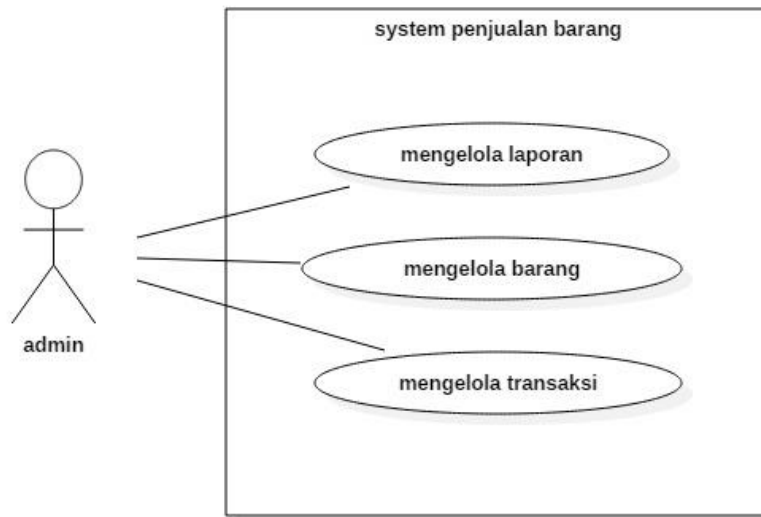 system penjualan barang
mengelola laporan
mengelola barang
mengelola transaksi
admin